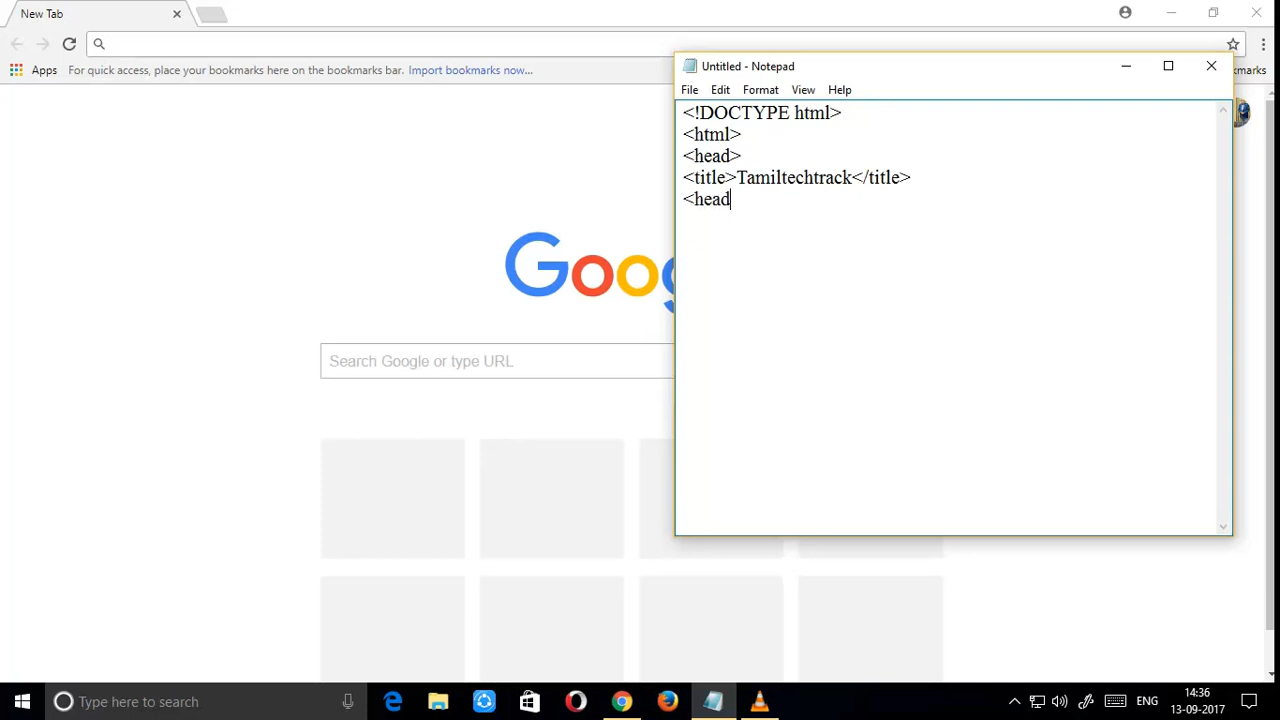 New Tab
Apps For quick access, place your bookmarks here on the bookmarks bar. Import bookmarks now...
marks
Untitled - Notepad
File Edit Format View Help
<!DOCTYPE html>
<html>
<head>
<title>Tamiltechtrack</title>
<head
Goog
Search Google or type URL
Type here to search
ENG
14:36
13-09-2017